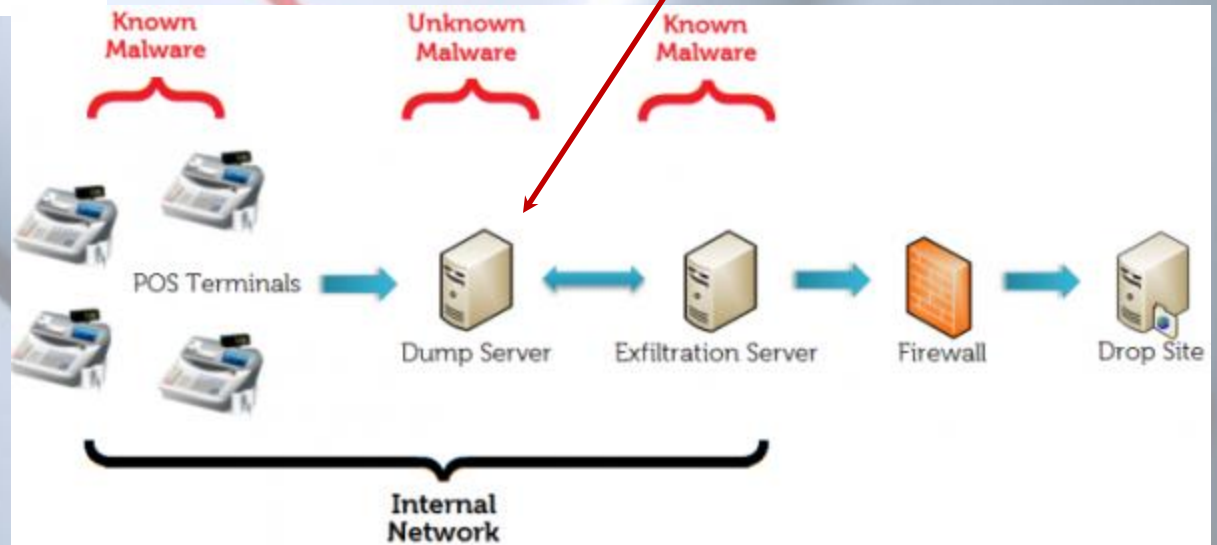 Known
Malware
Unknown
Malware
Known
Malware
POS Terminals
Dump Server
Exfiltration Server
Firewall
Drop Site
Internal
Network